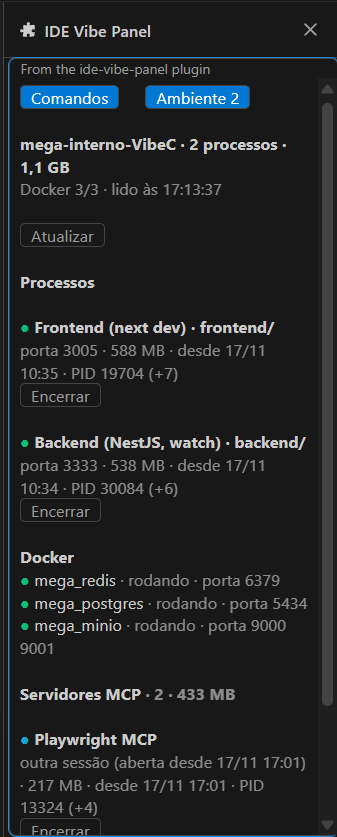 IDE Vibe Panel
From the ide-vibe-panel plugin
Comandos
Ambiente 2
mega-interno-VibeC · 2 processos ·
1,1 GB
Docker 3/3 · lido às 17:13:37
Atualizar
Processos
Frontend (next dev) · frontend/
porta 3005 · 588 MB · desde 17/11
10:35 · PID 19704 (+7)
Encerrar
Backend (NestJS, watch) · backend/
porta 3333 · 538 MB · desde 17/11
10:34 · PID 30084 (+6)
Encerrar
Docker
mega_redis · rodando · porta 6379
mega_postgres · rodando · porta 5434
mega_minio · rodando · porta 9000
9001
Servidores MCP · 2 · 433 MB
Playwright MCP
outra sessão (aberta desde 17/11 17:01)
· 217 MB · desde 17/11 17:01 · PID
13324 (+4)
Encerrar